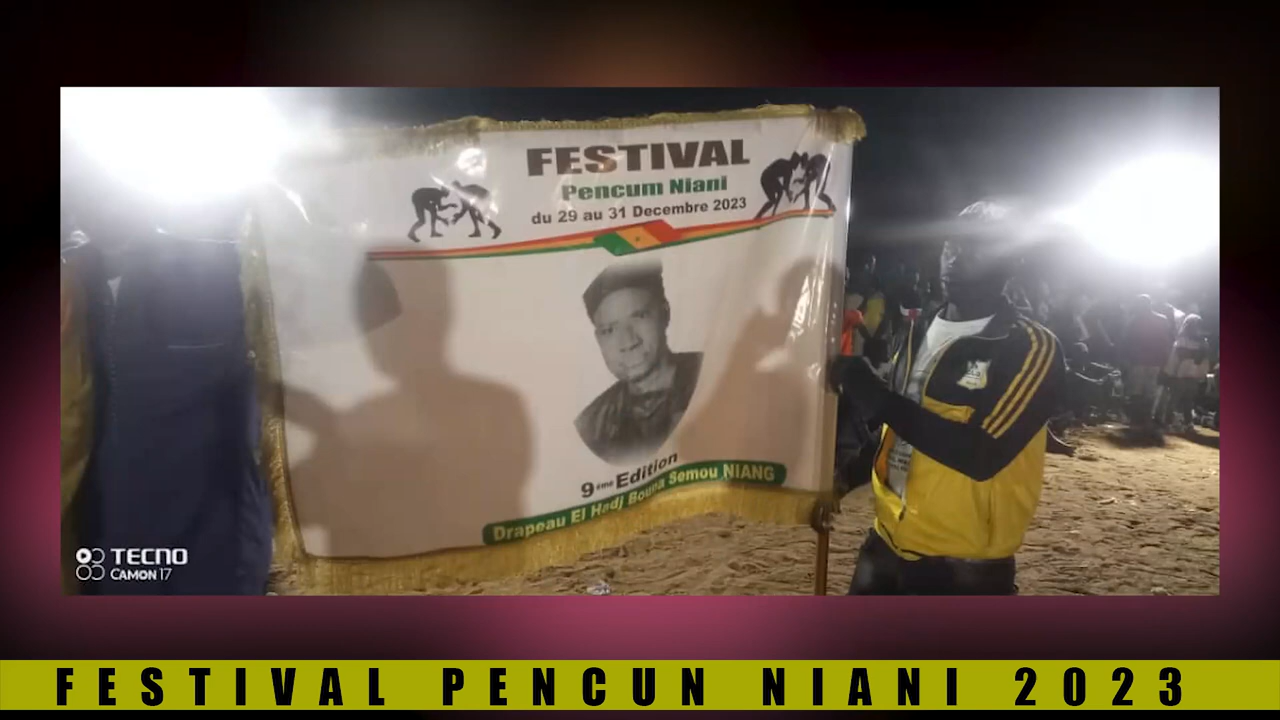 FESTIVAL
Pencum Niani
du 29 au 31 Decembre 2023
9ème Edition
Drapeau El Hadj Bouna Semou NIANG
TECNO
CAMON 17
FESTIVAL PENCUN NIANI 2023